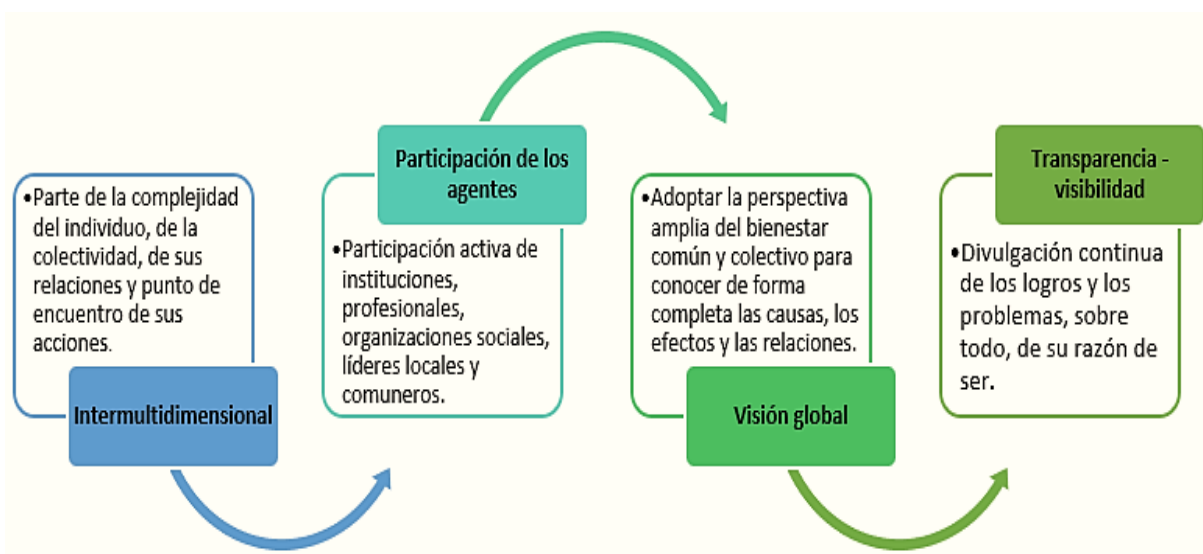 •Parte de la complejidad
del individuo, de la
colectividad, de sus
relaciones y punto de
encuentro de sus
acciones.
Intermultidimensional
Participación de los
agentes
•Participación activa de
instituciones,
profesionales,
organizaciones sociales,
líderes locales y
comuneros.
•Adoptar la perspectiva
amplia del bienestar
común y colectivo para
conocer de forma
completa las causas, los
efectos y las relaciones.
Visión global
Transparencia -
visibilidad
•Divulgación continua
de los logros y los
problemas, sobre
todo, de su razón de
ser.